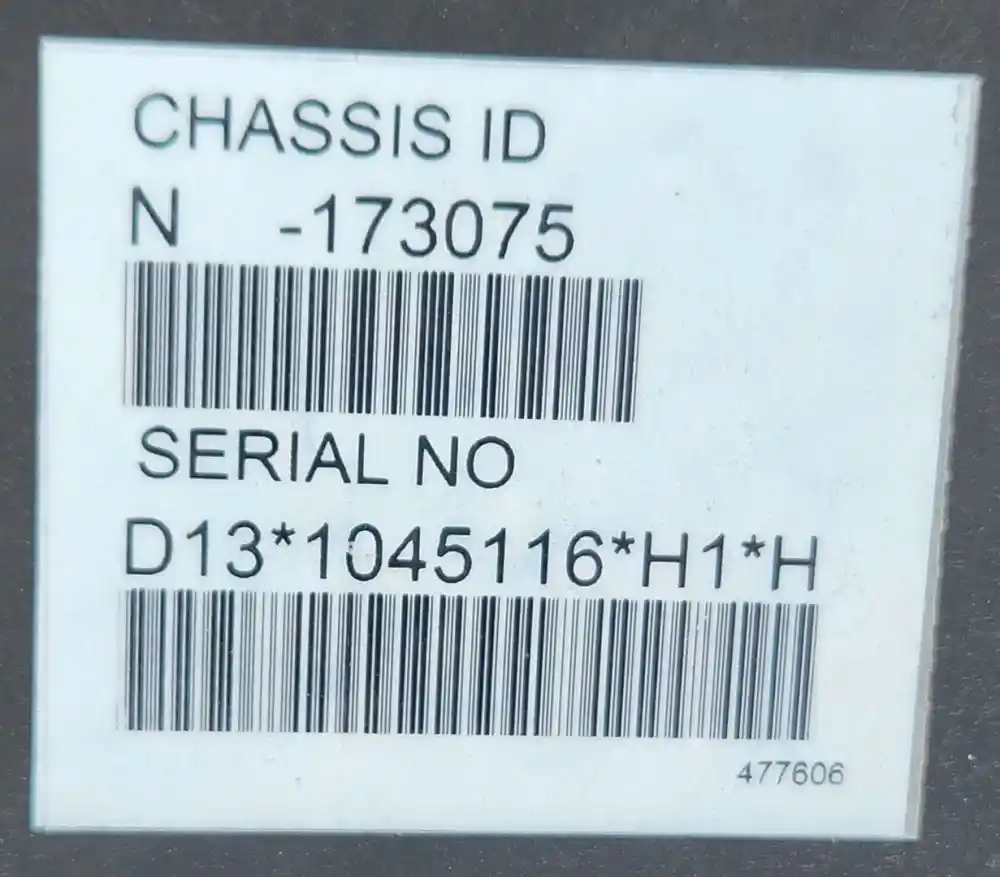 CHASSIS ID
N -173075
SERIAL NO
D13*1045116*H1*H
477606